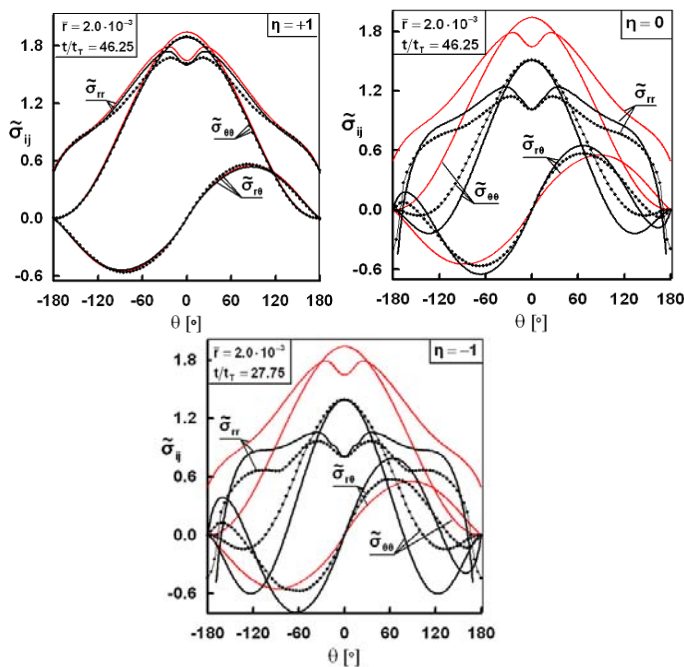 r̄ = 2.0 · 10⁻³
t/t_T = 46.25
η = +1
1.8
1.2
0.6
0.0
-0.6
σ̃_ij
σ̃_rr
σ̃_θθ
σ̃_rθ
-180 -120 -60 0 60 120 180
θ [°]
r̄ = 2.0 · 10⁻³
t/t_T = 46.25
η = 0
1.8
1.2
0.6
0.0
-0.6
σ̃_ij
σ̃_rr
σ̃_rθ
σ̃_θθ
-180 -120 -60 0 60 120 180
θ [°]
r̄ = 2.0 · 10⁻³
t/t_T = 27.75
η = −1
1.8
1.2
0.6
0.0
-0.6
σ̃_ij
σ̃_rr
σ̃_rθ
σ̃_θθ
-180 -120 -60 0 60 120 180
θ [°]